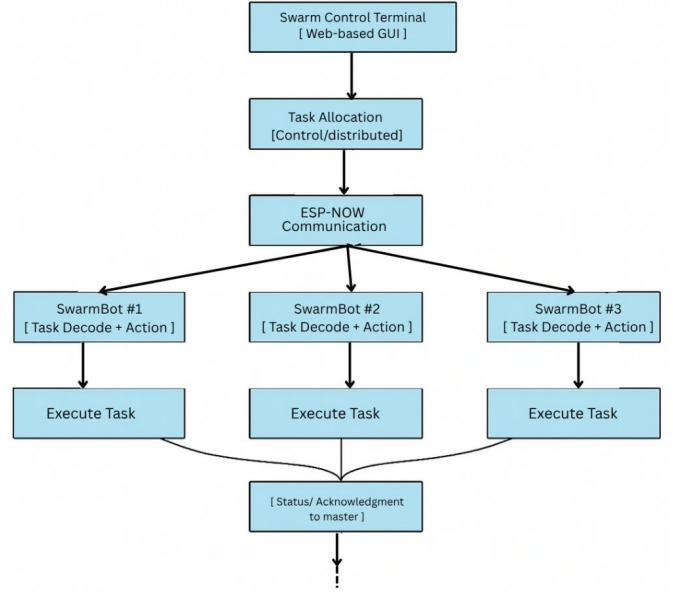 Swarm Control Terminal
[ Web-based GUI ]
Task Allocation
[Control/distributed]
ESP-NOW
Communication
SwarmBot #1
[ Task Decode + Action ]
SwarmBot #2
[ Task Decode + Action ]
SwarmBot #3
[ Task Decode + Action ]
Execute Task
Execute Task
Execute Task
[ Status/ Acknowledgment
to master ]